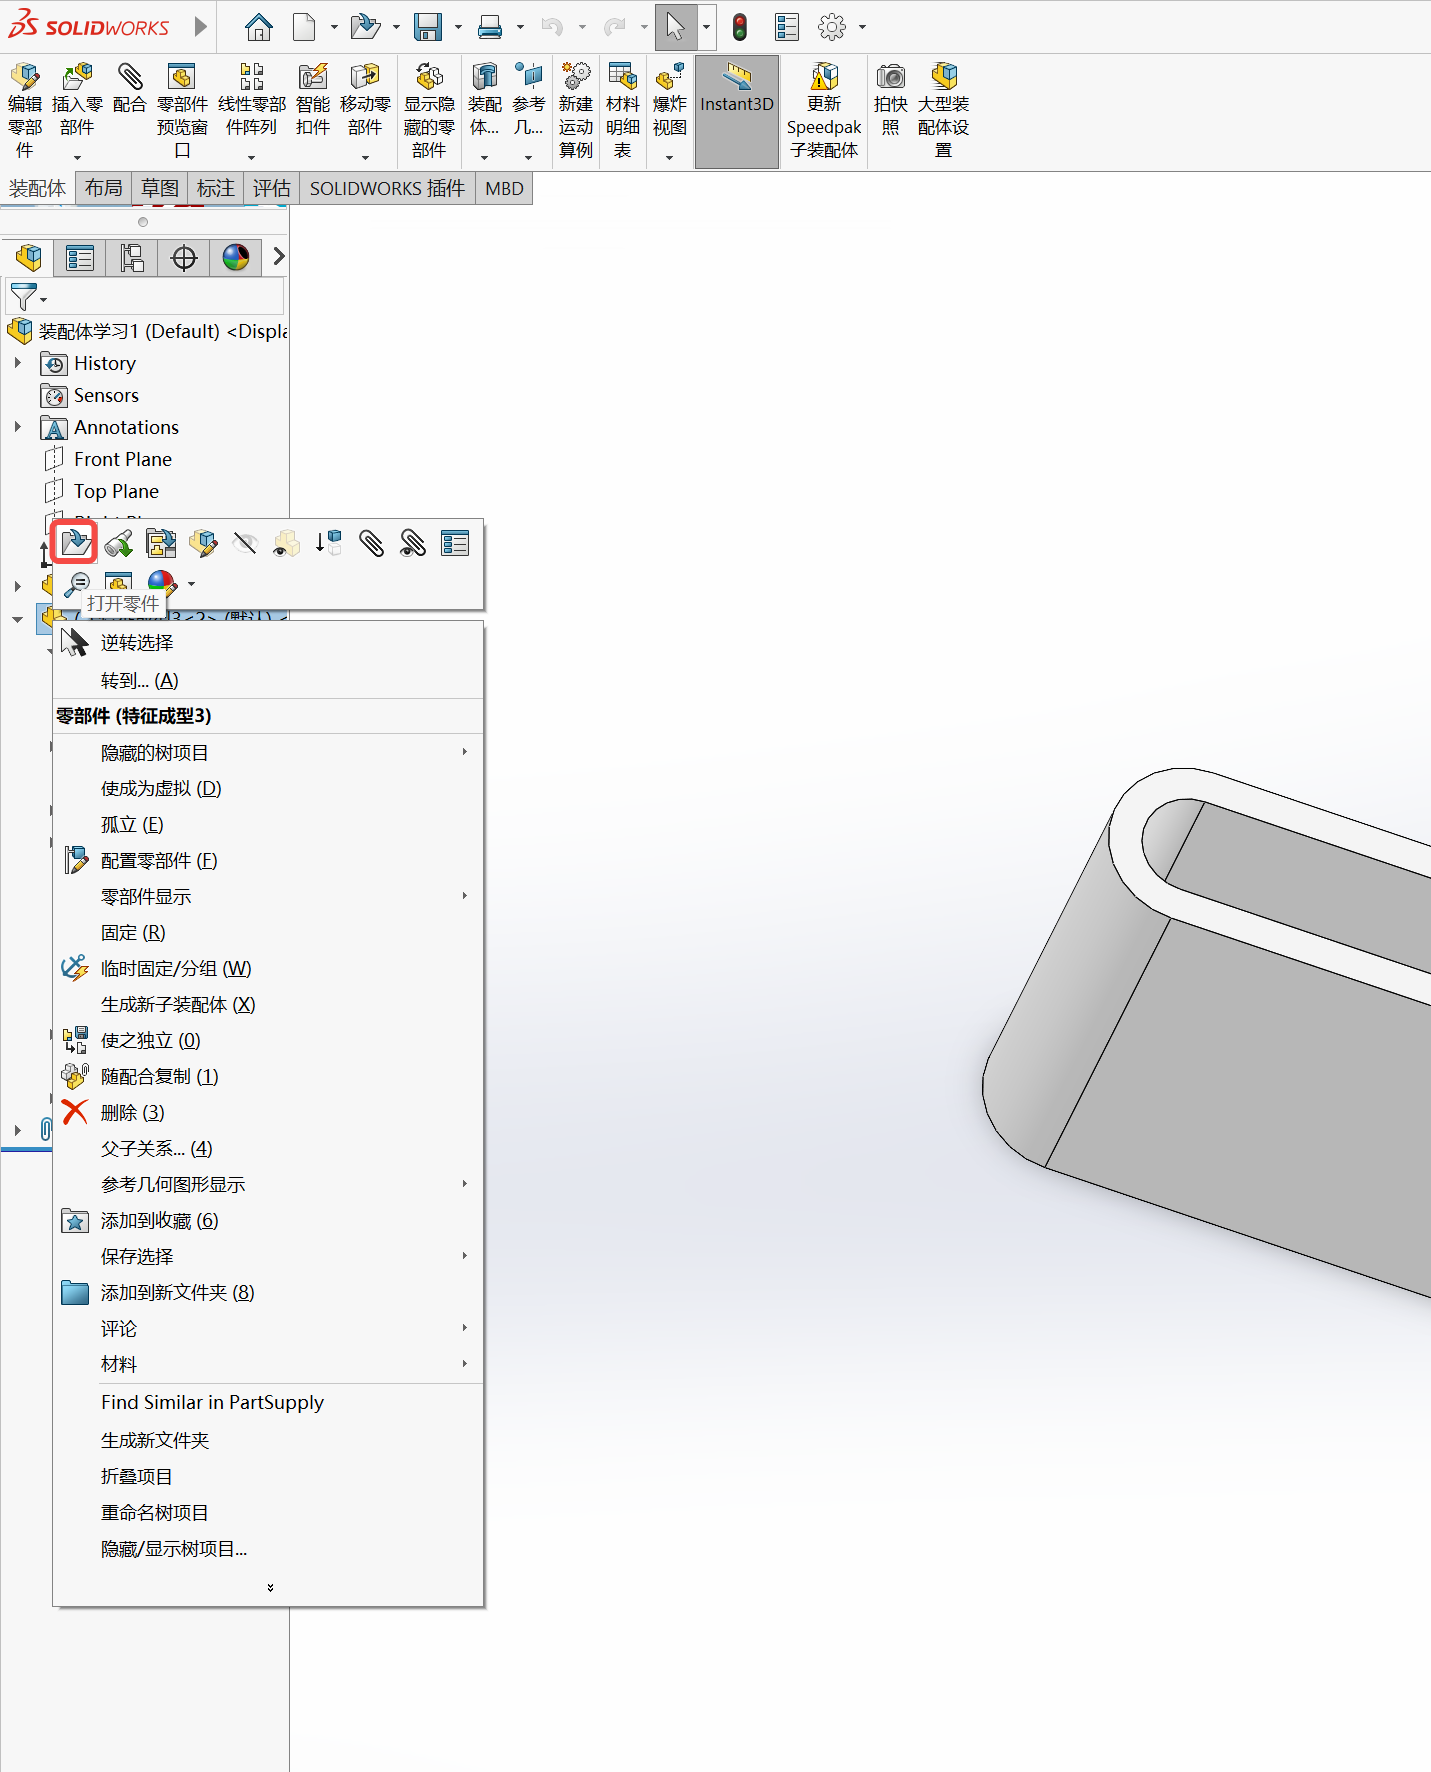 SOLIDWORKS
编辑零部件
插入零部件
配合
零部件预览窗口
线性零部件阵列
智能扣件
移动零部件
显示隐藏的零部件
装配体...
参考几...
新建运动算例
材料明细表
爆炸视图
Instant3D
更新Speedpak子装配体
拍快照
大型装配体设置
装配体
布局
草图
标注
评估
SOLIDWORKS 插件
MBD
装配体学习1 (Default) <Displa
History
Sensors
Annotations
Front Plane
Top Plane
打开零件
3<2> (默认) <
逆转选择
转到... (A)
零部件 (特征成型3)
隐藏的树项目
使成为虚拟 (D)
孤立 (E)
配置零部件 (F)
零部件显示
固定 (R)
临时固定/分组 (W)
生成新子装配体 (X)
使之独立 (0)
随配合复制 (1)
删除 (3)
父子关系... (4)
参考几何图形显示
添加到收藏 (6)
保存选择
添加到新文件夹 (8)
评论
材料
Find Similar in PartSupply
生成新文件夹
折叠项目
重命名树项目
隐藏/显示树项目...